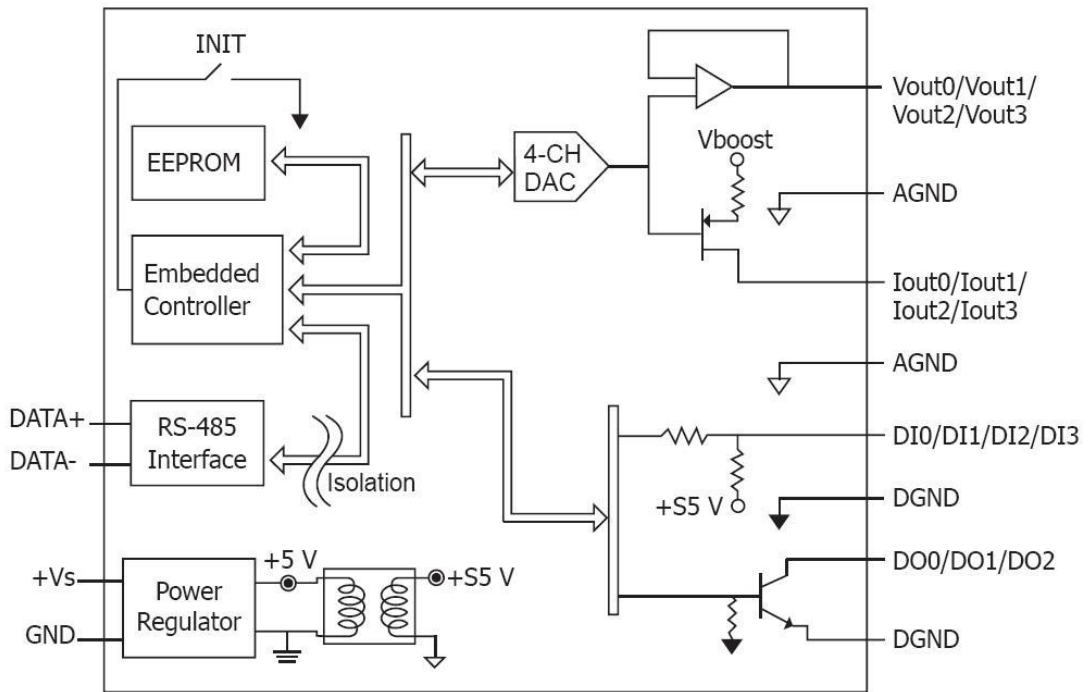 INIT
EEPROM
Embedded
Controller
RS-485
Interface
DATA+
DATA-
Isolation
+Vs
GND
Power
Regulator
+5 V
+S5 V
4-CH
DAC
Vboost
Vout0/Vout1/
Vout2/Vout3
AGND
Iout0/Iout1/
Iout2/Iout3
AGND
DI0/DI1/DI2/DI3
+S5 V
DGND
DO0/DO1/DO2
DGND